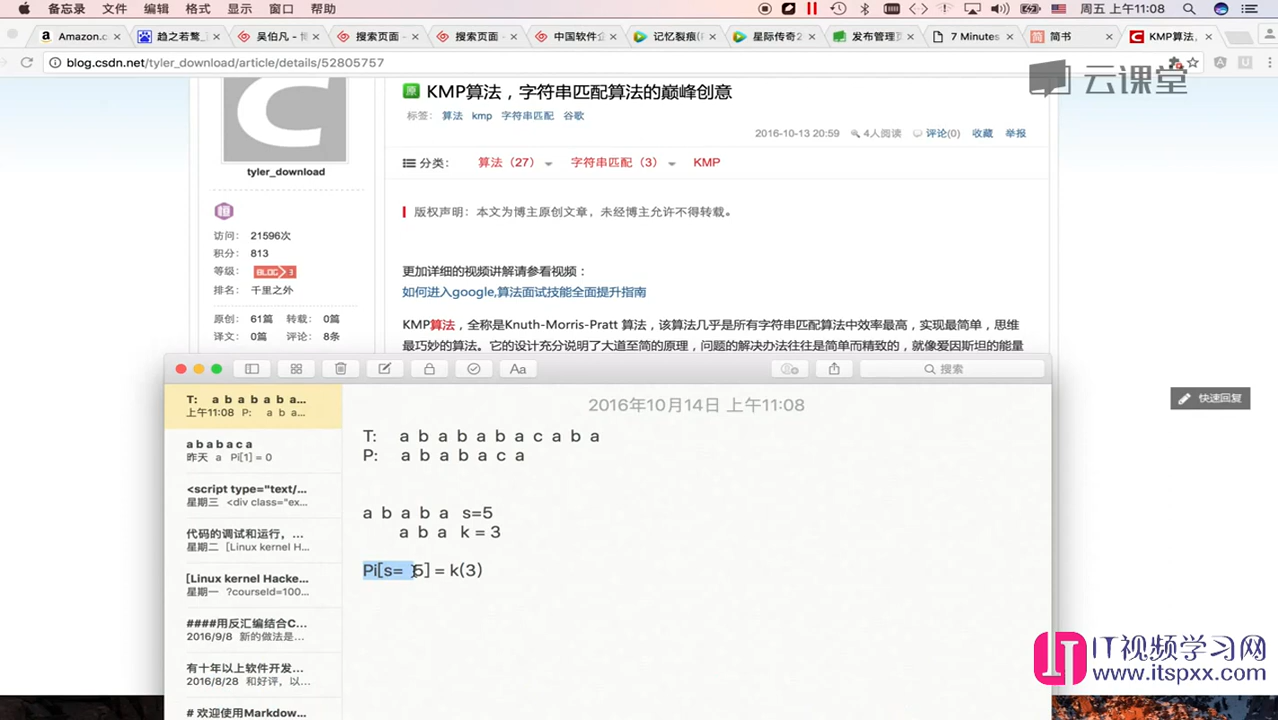 备忘录 文件 编辑 格式 显示 窗口 帮助 周五 上午11:08
Amazon.c 趋之若鹜_ 吴伯凡 - 博 搜索页面 - 搜索页面 - 中国软件企 记忆裂痕( 星际传奇2 发布管理页 7 Minutes 简书 KMP算法,
blog.csdn.net/tyler_download/article/details/52805757
云课堂
原 KMP算法，字符串匹配算法的巅峰创意
标签： 算法 kmp 字符串匹配 谷歌
2016-10-13 20:59 4人阅读 评论(0) 收藏 举报
tyler_download
分类： 算法（27） 字符串匹配（3） KMP
版权声明：本文为博主原创文章，未经博主允许不得转载。
访问： 21596次
积分： 813
等级： BLOG 3
排名： 千里之外
原创： 61篇 转载： 0篇
译文： 0篇 评论： 8条
更加详细的视频讲解请参看视频：
如何进入google,算法面试技能全面提升指南
KMP算法，全称是Knuth-Morris-Pratt 算法，该算法几乎是所有字符串匹配算法中效率最高，实现最简单，思维
最巧妙的算法。它的设计充分说明了大道至简的原理，问题的解决办法往往是简单而精致的，就像爱因斯坦的能量
快速回复
Aa 搜索
T: a b a b a b a...
上午11:08 P: a b a...
a b a b a c a
昨天 a Pi[1] = 0
<script type="text/...
星期三 <div class="ex...
代码的调试和运行，...
星期二 [Linux kernel H...
[Linux kernel Hacke...
星期一 ?courseId=100...
####用反汇编结合C...
2016/9/8 新的做法是...
有十年以上软件开发...
2016/8/28 和好评，以...
# 欢迎使用Markdow...
2016年10月14日 上午11:08
T: a b a b a b a c a b a
P: a b a b a c a
a b a b a s=5
a b a k = 3
Pi[s= 5] = k(3)
IT视频学习网
www.itspxx.com